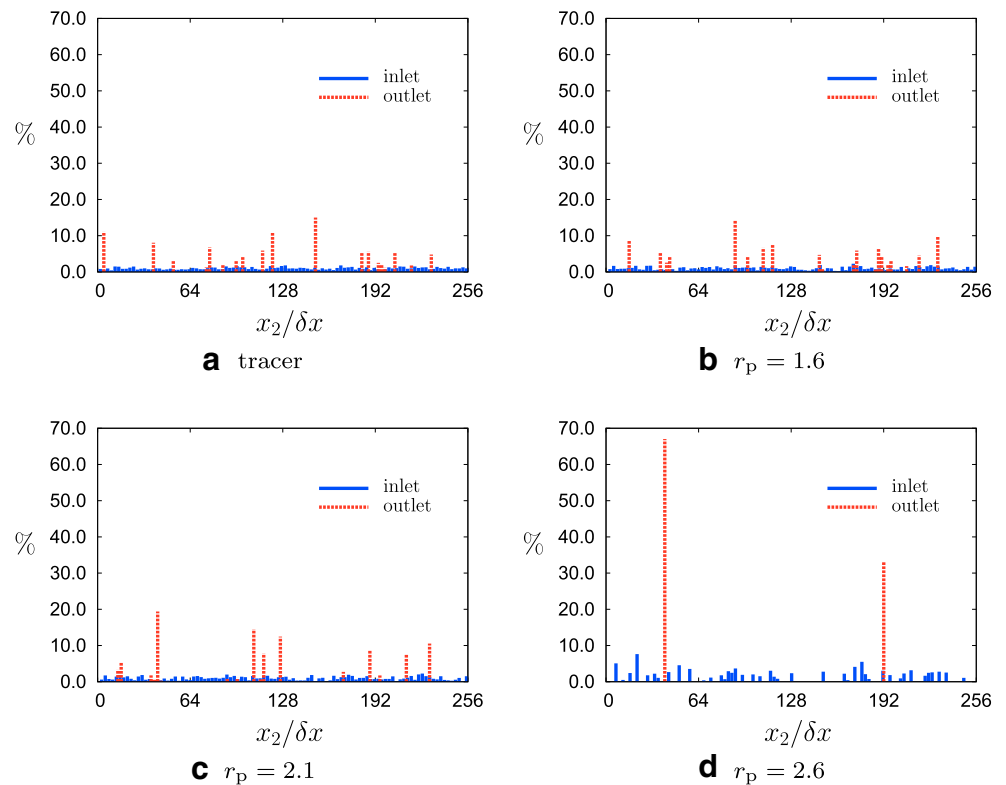 70.0
60.0
50.0
40.0
30.0
20.0
10.0
0.0
%
inlet
outlet
0 64 128 192 256
x₂/δx
a tracer
70.0
60.0
50.0
40.0
30.0
20.0
10.0
0.0
%
inlet
outlet
0 64 128 192 256
x₂/δx
b rₚ = 1.6
70.0
60.0
50.0
40.0
30.0
20.0
10.0
0.0
%
inlet
outlet
0 64 128 192 256
x₂/δx
c rₚ = 2.1
70.0
60.0
50.0
40.0
30.0
20.0
10.0
0.0
%
inlet
outlet
0 64 128 192 256
x₂/δx
d rₚ = 2.6